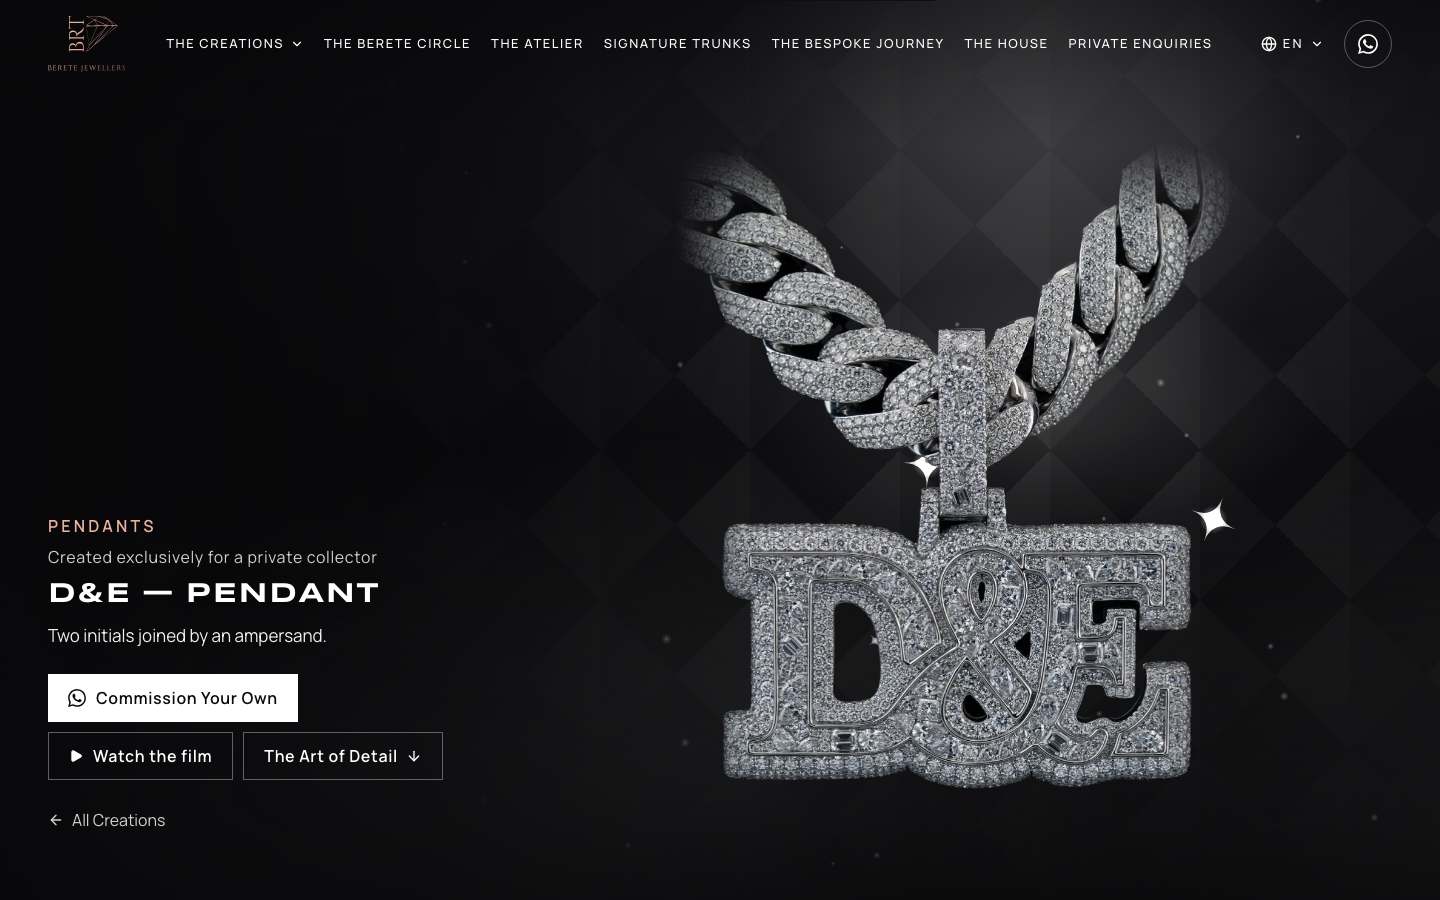 BRT
BERETE JEWELLERS
THE CREATIONS
THE BERETE CIRCLE
THE ATELIER
SIGNATURE TRUNKS
THE BESPOKE JOURNEY
THE HOUSE
PRIVATE ENQUIRIES
EN
D&E
PENDANTS
Created exclusively for a private collector
D&E — PENDANT
Two initials joined by an ampersand.
Commission Your Own
Watch the film
The Art of Detail ↓
← All Creations